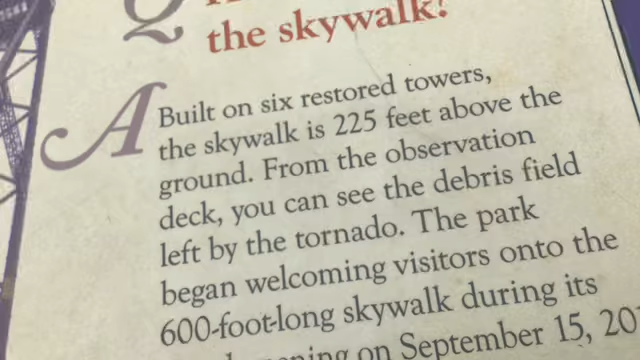 Q
the skywalk?
A Built on six restored towers,
the skywalk is 225 feet above the
ground. From the observation
deck, you can see the debris field
left by the tornado. The park
began welcoming visitors onto the
600-foot-long skywalk during its
on September 15,